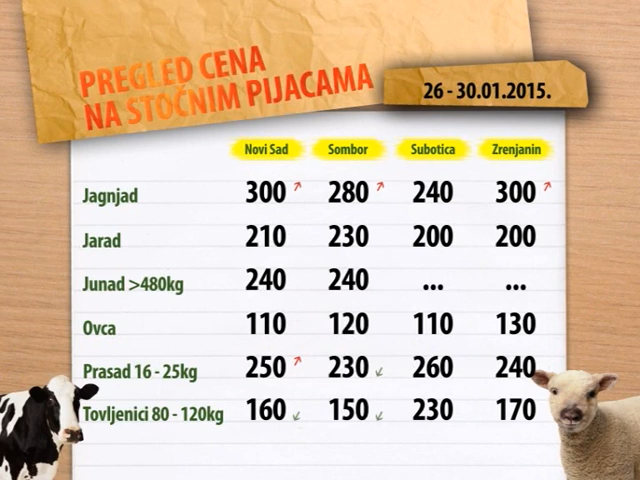 PREGLED CENA
NA STOČNIM PIJACAMA
26 - 30.01.2015.
Novi Sad Sombor Subotica Zrenjanin
Jagnjad 300 280 240 300
Jarad 210 230 200 200
Junad >480kg 240 240 ... ...
Ovca 110 120 110 130
Prasad 16 - 25kg 250 230 260 240
Tovljenici 80 - 120kg 160 150 230 170